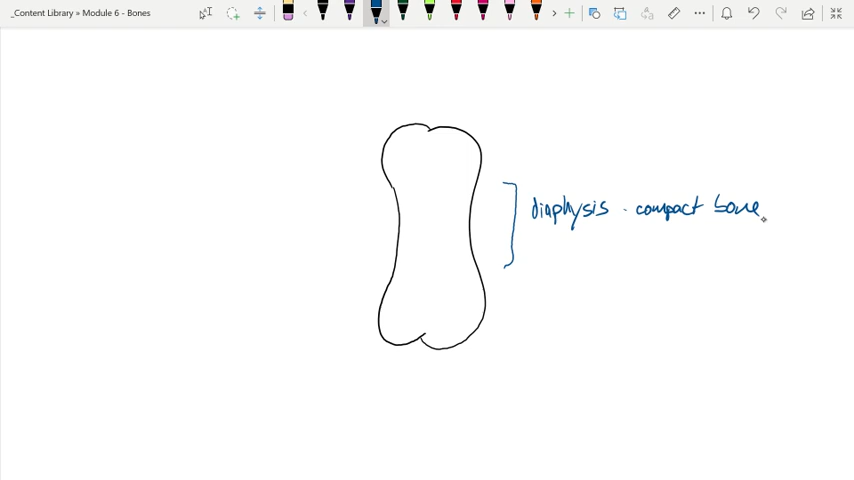 _Content Library » Module 6 - Bones
diaphysis - compact bone